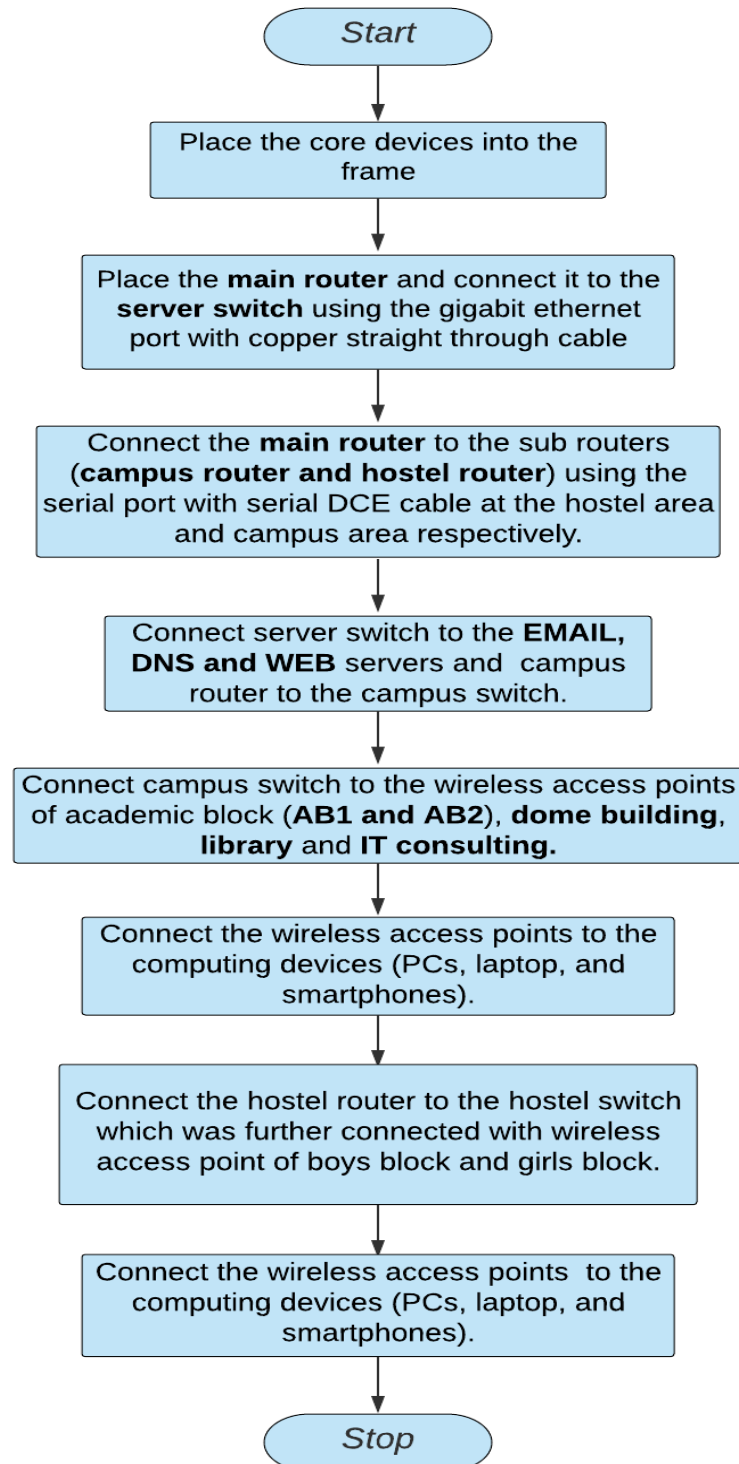 Start
Place the core devices into the
frame
Place the main router and connect it to the
server switch using the gigabit ethernet
port with copper straight through cable
Connect the main router to the sub routers
(campus router and hostel router) using the
serial port with serial DCE cable at the hostel area
and campus area respectively.
Connect server switch to the EMAIL,
DNS and WEB servers and campus
router to the campus switch.
Connect campus switch to the wireless access points
of academic block (AB1 and AB2), dome building,
library and IT consulting.
Connect the wireless access points to the
computing devices (PCs, laptop, and
smartphones).
Connect the hostel router to the hostel switch
which was further connected with wireless
access point of boys block and girls block.
Connect the wireless access points to the
computing devices (PCs, laptop, and
smartphones).
Stop